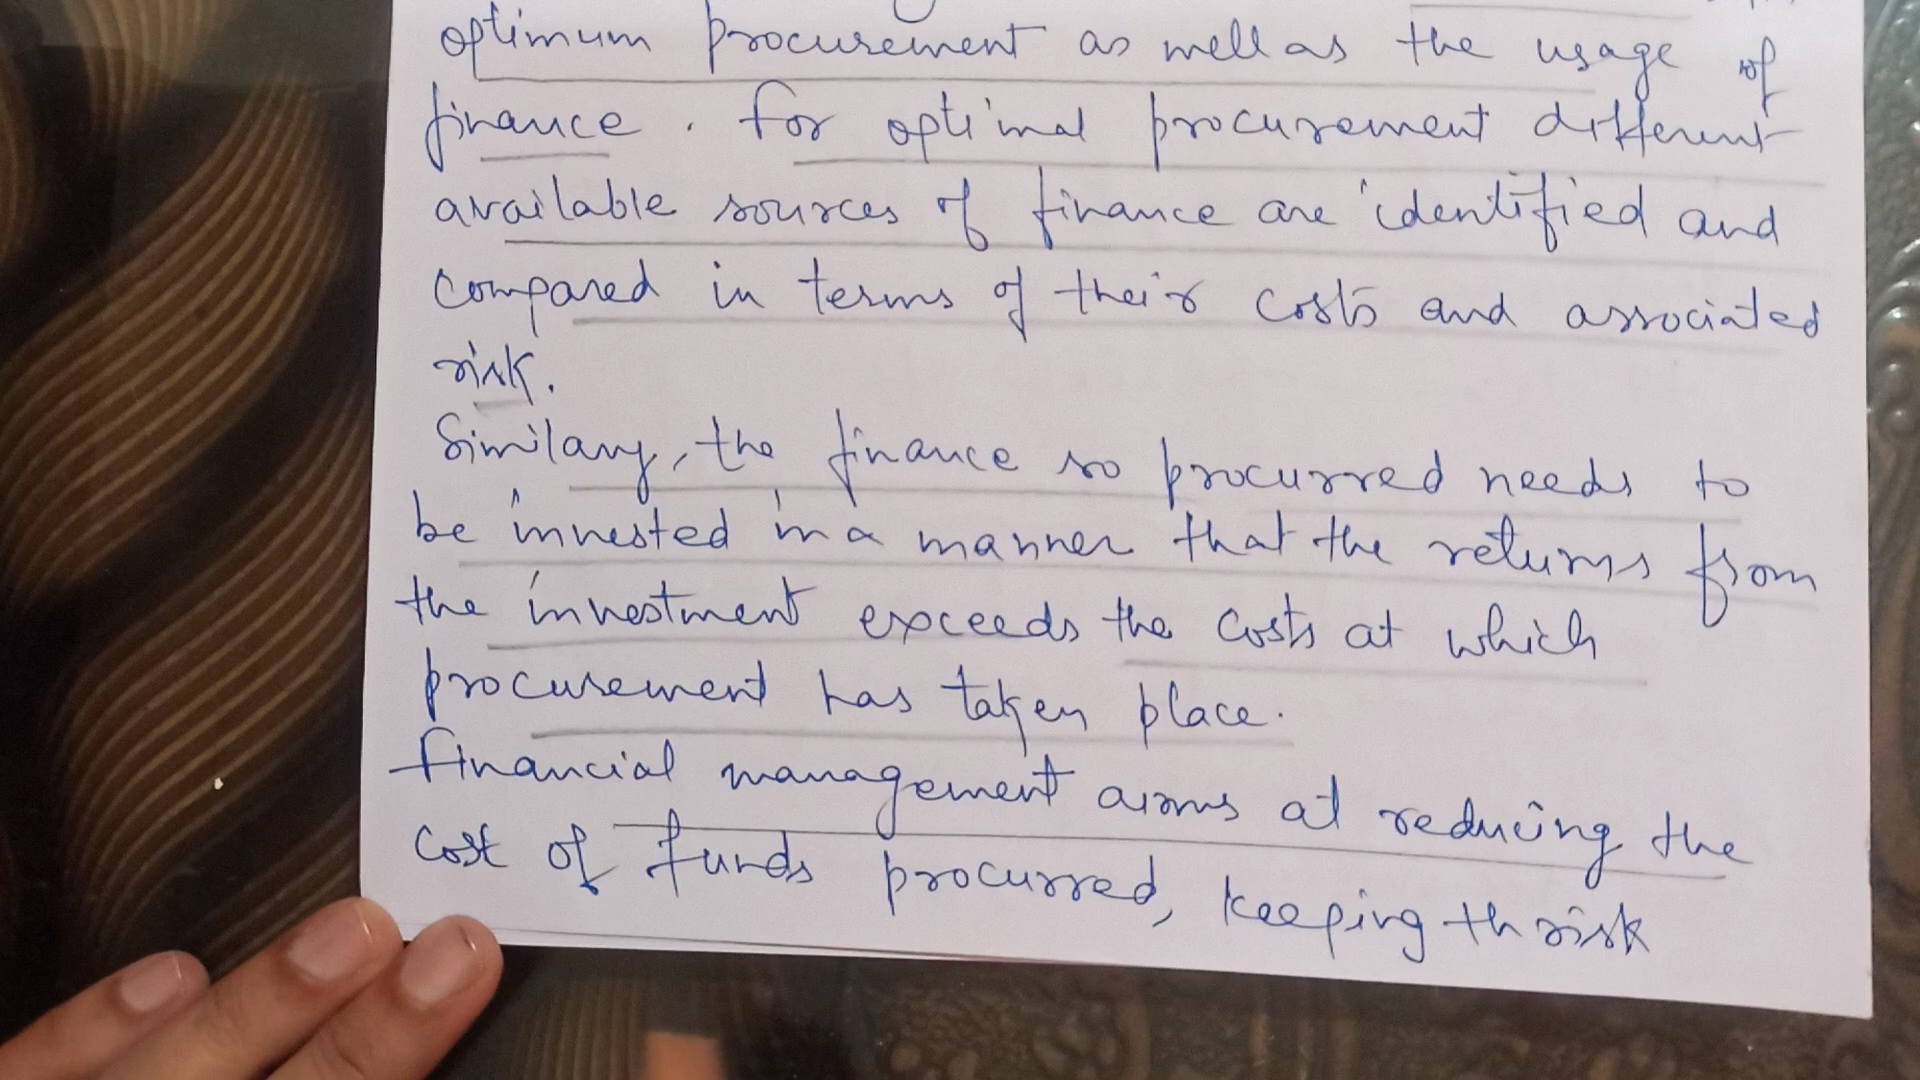 optimum procurement as well as the usage of
finance. For optimal procurement different
available sources of finance are identified and
compared in terms of their costs and associated
risk.
Similary, the finance so procurred needs to
be invested in a manner that the returns from
the investment exceeds the costs at which
procurement has taken place.
Financial management aims at reducing the
cost of funds procurred, keeping th risk